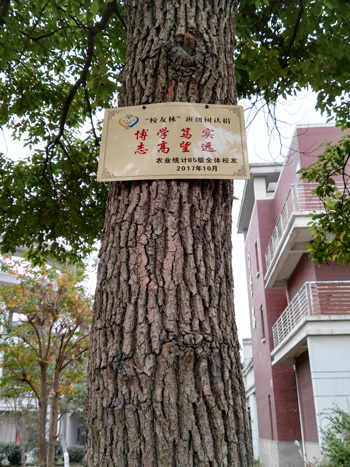 “校友林”班级树认捐
博学笃实
志高望远
农业统计85级全体校友
2017年10月